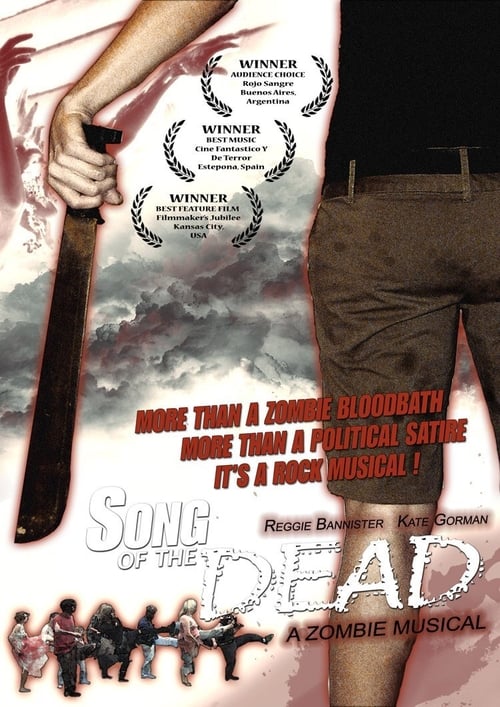 WINNER
AUDIENCE CHOICE
Rojo Sangre
Buenos Aires,
Argentina
WINNER
BEST MUSIC
Cine Fantastico Y
De Terror
Estepona, Spain
WINNER
BEST FEATURE FILM
Filmmaker's Jubilee
Kansas City,
USA
MORE THAN A ZOMBIE BLOODBATH
MORE THAN A POLITICAL SATIRE
IT'S A ROCK MUSICAL !
REGGIE BANNISTER KATE GORMAN
SONG
OF THE
DEAD
A ZOMBIE MUSICAL